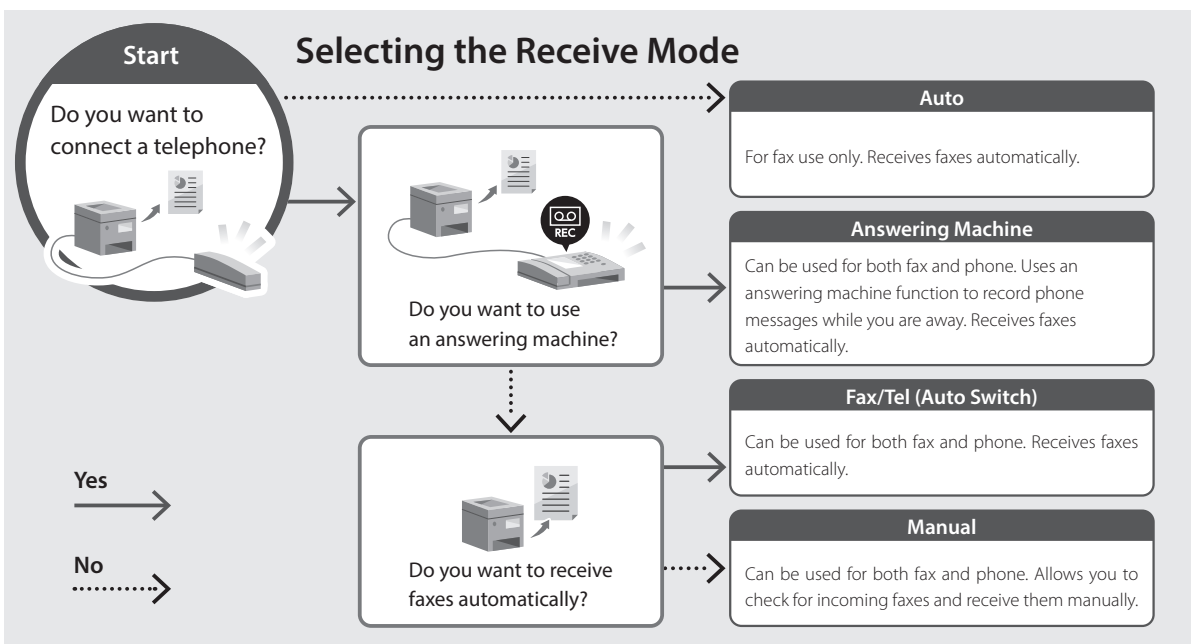 Selecting the Receive Mode
Start
Do you want to
connect a telephone?
Auto
For fax use only. Receives faxes automatically.
REC
Do you want to use
an answering machine?
Answering Machine
Can be used for both fax and phone. Uses an
answering machine function to record phone
messages while you are away. Receives faxes
automatically.
Fax/Tel (Auto Switch)
Can be used for both fax and phone. Receives faxes
automatically.
Do you want to receive
faxes automatically?
Manual
Can be used for both fax and phone. Allows you to
check for incoming faxes and receive them manually.
Yes
No